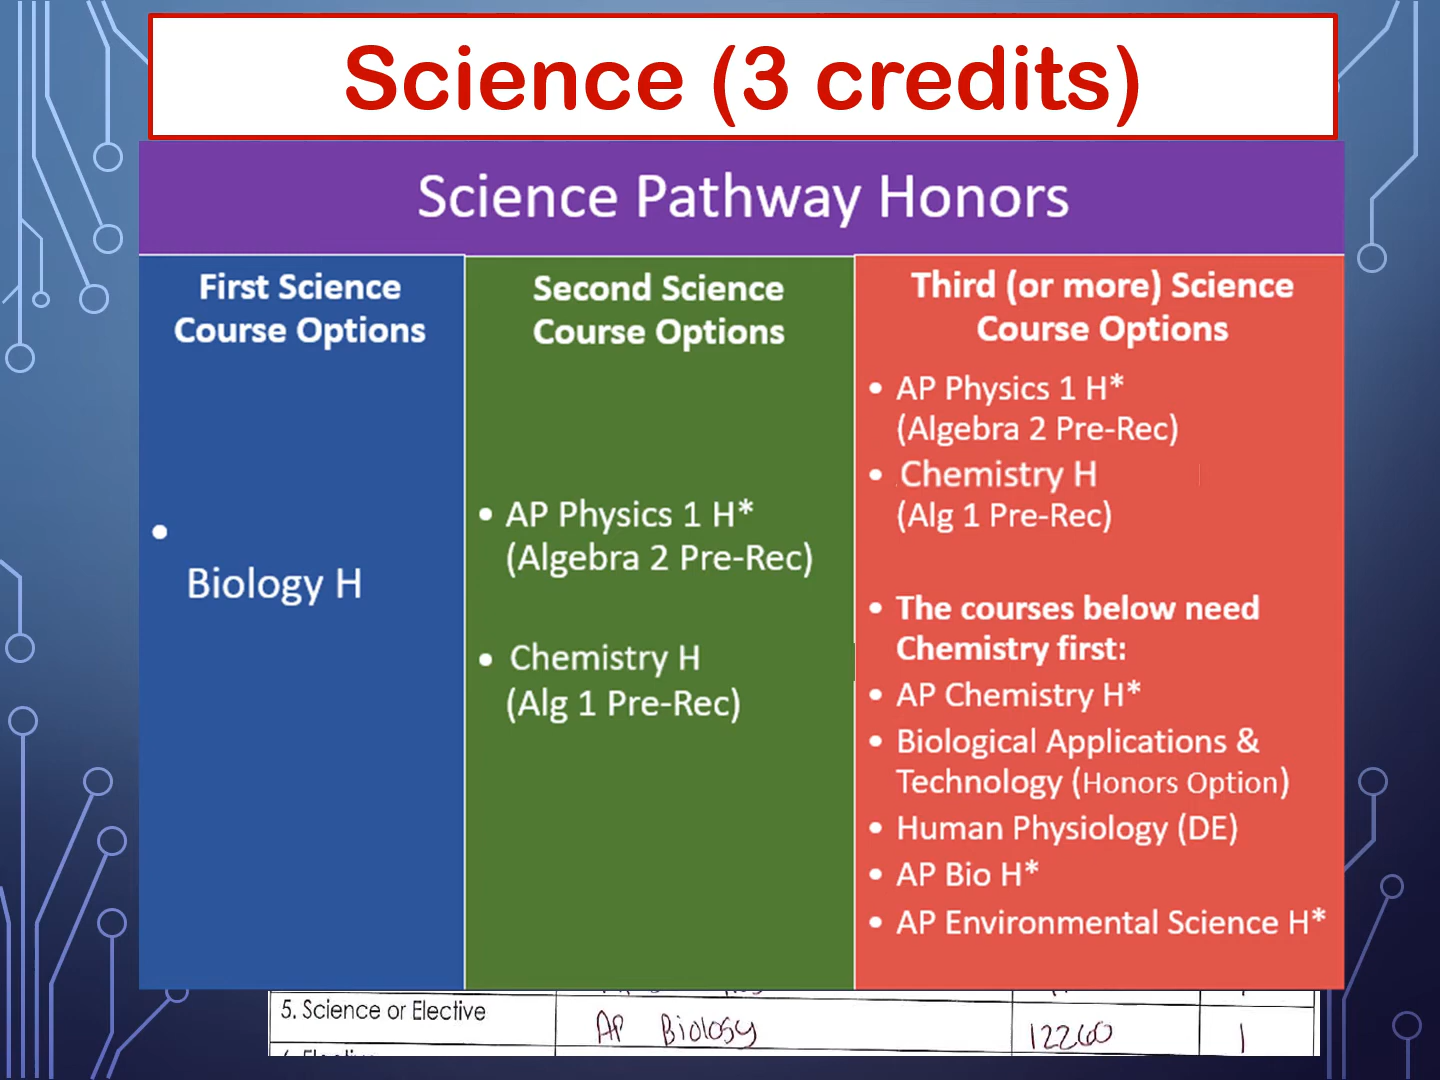 Science (3 credits)
Science Pathway Honors
First Science
Course Options
•
Biology H
Second Science
Course Options
• AP Physics 1 H*
(Algebra 2 Pre-Rec)
• Chemistry H
(Alg 1 Pre-Rec)
Third (or more) Science
Course Options
• AP Physics 1 H*
(Algebra 2 Pre-Rec)
• Chemistry H
(Alg 1 Pre-Rec)
• The courses below need
Chemistry first:
• AP Chemistry H*
• Biological Applications &
Technology (Honors Option)
• Human Physiology (DE)
• AP Bio H*
• AP Environmental Science H*
5. Science or Elective AP Biology 12260 1